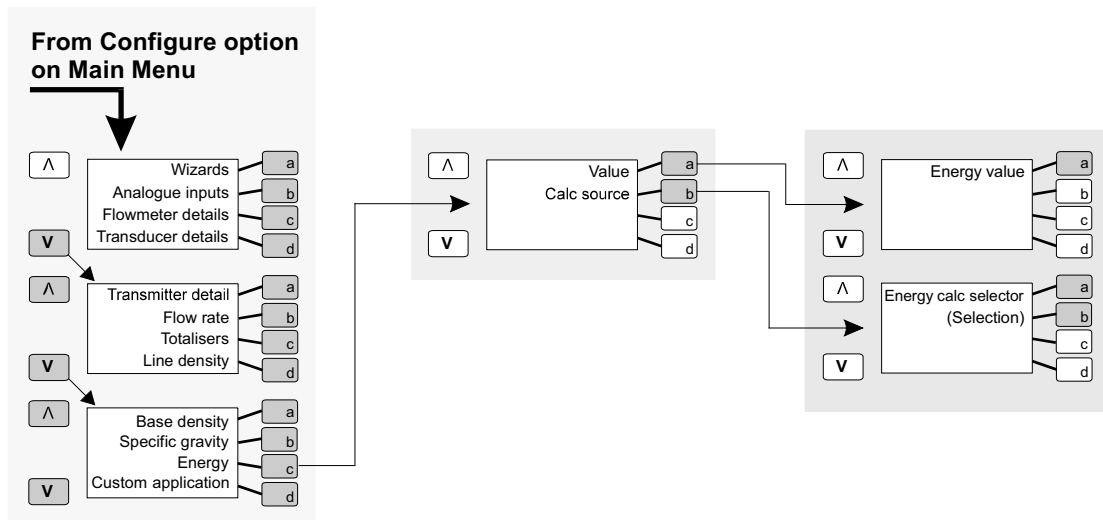 From Configure option
on Main Menu
Λ
Wizards a
Analogue inputs b
Flowmeter details c
Transducer details d
V
Λ
Transmitter detail a
Flow rate b
Totalisers c
Line density d
V
Λ
Base density a
Specific gravity b
Energy c
Custom application d
V
Λ
Value a
Calc source b
c
V
d
Λ
Energy value a
b
c
V
d
Λ
Energy calc selector a
(Selection) b
c
V
d